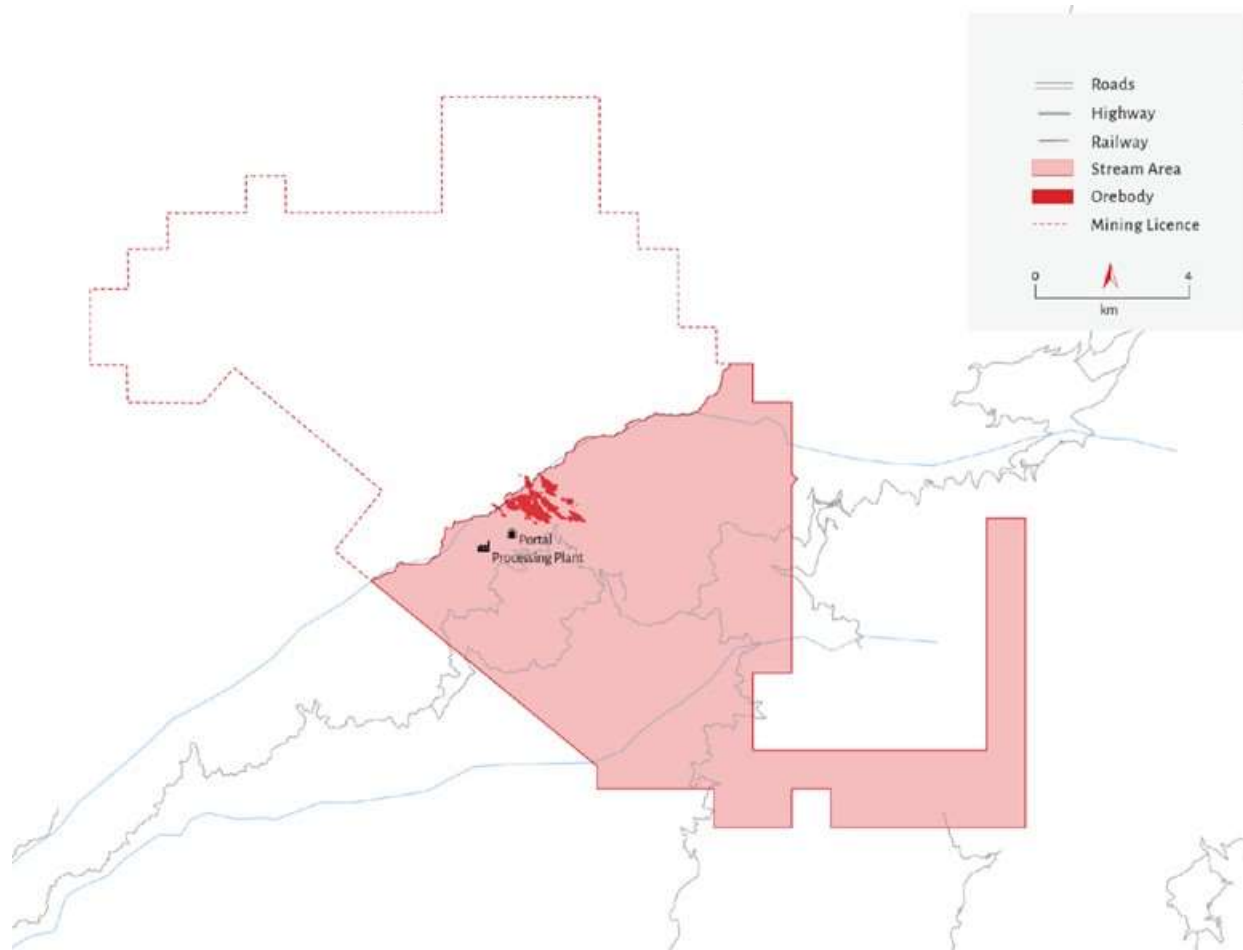 Roads
Highway
Railway
Stream Area
Orebody
Mining Licence
0 4
km
Portal
Processing Plant